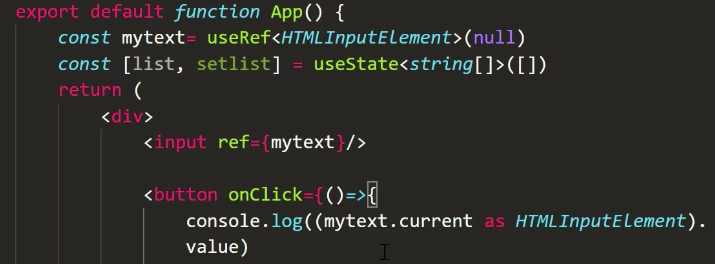 export default function App() {
const mytext= useRef<HTMLInputElement>(null)
const [list, setlist] = useState<string[]>([])
return (
<div>
<input ref={mytext}/>
<button onClick={()=>{
console.log((mytext.current as HTMLInputElement).
value)